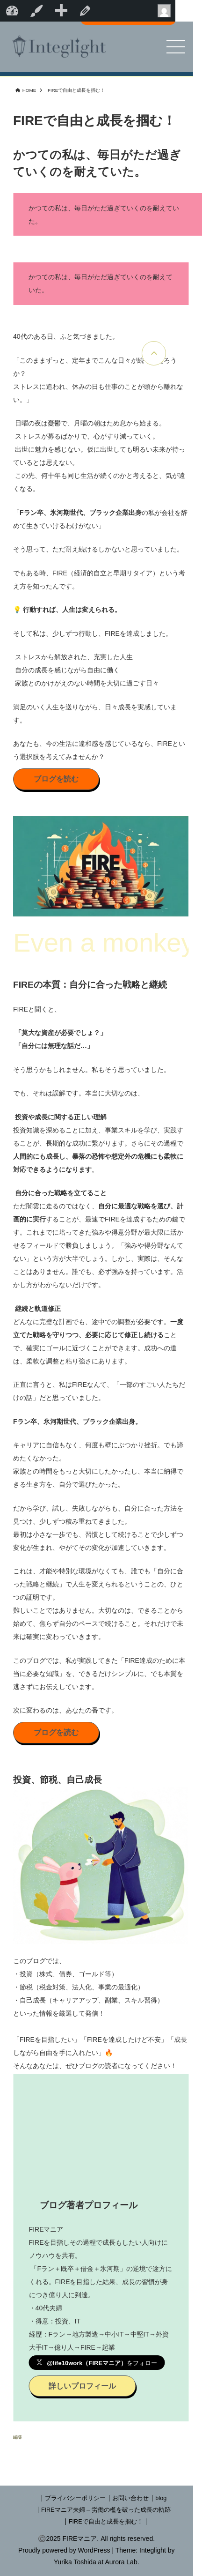 Integlight
HOME > FIREで自由と成長を掴む！
FIREで自由と成長を掴む！
かつての私は、毎日がただ過ぎ
ていくのを耐えていた。
かつての私は、毎日がただ過ぎていくのを耐えてい
た。
かつての私は、毎日がただ過ぎていくのを耐えて
いた。
40代のある日、ふと気づきました。
「このままずっと、定年までこんな日々が続 ろう
か？
ストレスに追われ、休みの日も仕事のことが頭から離れな
い。」
日曜の夜は憂鬱で、月曜の朝はため息から始まる。
ストレスが募るばかりで、心がすり減っていく。
出世に魅力を感じない。仮に出世しても明るい未来が待っ
ているとは思えない。
この先、何十年も同じ生活が続くのかと考えると、気が遠
くなる。
「Fラン卒、氷河期世代、ブラック企業出身の私が会社を辞
めて生きていけるわけがない」
そう思って、ただ耐え続けるしかないと思っていました。
でもある時、FIRE（経済的自立と早期リタイア）という考
え方を知ったんです。
💡 行動すれば、人生は変えられる。
そして私は、少しずつ行動し、FIREを達成しました。
ストレスから解放された、充実した人生
自分の成長を感じながら自由に働く
家族とのかけがえのない時間を大切に過ごす日々
満足のいく人生を送りながら、日々成長を実感していま
す。
あなたも、今の生活に違和感を感じているなら、FIREとい
う選択肢を考えてみませんか？
ブログを読む
FIRE
Even a monkey
FIREの本質：自分に合った戦略と継続
FIREと聞くと、
「莫大な資産が必要でしょ？」
「自分には無理な話だ…」
そう思うかもしれません。私もそう思っていました。
でも、それは誤解です。本当に大切なのは、
投資や成長に関する正しい理解
投資知識を深めることに加え、事業スキルを学び、実践す
ることが、長期的な成功に繋がります。さらにその過程で
人間的にも成長し、暴落の恐怖や想定外の危機にも柔軟に
対応できるようになります。
自分に合った戦略を立てること
ただ闇雲に走るのではなく、自分に最適な戦略を選び、計
画的に実行することが、最速でFIREを達成するための鍵で
す。これまでに培ってきた強みや得意分野が最大限に活か
せるフィールドで勝負しましょう。「強みや得意分野なんてな
い」という方が大半でしょう。しかし、実際は、そんな
ことはありません。誰でも、必ず強みを持っています。活
かし方がわからないだけです。
継続と軌道修正
どんなに完璧な計画でも、途中での調整が必要です。一度
立てた戦略を守りつつ、必要に応じて修正し続けること
で、確実にゴールに近づくことができます。成功への道
は、柔軟な調整と粘り強さにあります。
正直に言うと、私はFIREなんて、「一部のすごい人たちだ
けの話」だと思っていました。
Fラン卒、氷河期世代、ブラック企業出身。
キャリアに自信もなく、何度も壁にぶつかり挫折。でも諦
めたくなかった。
家族との時間をもっと大切にしたかったし、本当に納得で
きる生き方を、自分で選びたかった。
だから学び、試し、失敗しながらも、自分に合った方法を
見つけ、少しずつ積み重ねてきました。
最初は小さな一歩でも、習慣として続けることで少しずつ
変化が生まれ、やがてその変化が加速していきます。
これは、才能や特別な環境がなくても、誰でも「自分に合
った戦略と継続」で人生を変えられるということの、ひと
つの証明です。
難しいことではありません。大切なのは、できることから
始めて、焦らず自分のペースで続けること。それだけで未
来は確実に変わっていきます。
このブログでは、私が実践してきた「FIRE達成のために本
当に必要な知識」を、できるだけシンプルに、でも本質を
逃さずにお伝えしています。
次に変わるのは、あなたの番です。
ブログを読む
投資、節税、自己成長
このブログでは、
・投資（株式、債券、ゴールド等）
・節税（税金対策、法人化、事業の最適化）
・自己成長（キャリアアップ、副業、スキル習得）
といった情報を厳選して発信！
「FIREを目指したい」「FIREを達成したけど不安」「成長
しながら自由を手に入れたい」🔥
そんなあなたは、ぜひブログの読者になってください！
ブログ著者プロフィール
FIREマニア
FIREを目指しその過程で成長もしたい人向けに
ノウハウを共有。
「Fラン＋既卒＋借金＋氷河期」の逆境で途方に
くれる。FIREを目指した結果、成長の習慣が身
につき億り人に到達。
・40代夫婦
・得意：投資、IT
経歴：Fラン→地方製造→中小IT→中堅IT→外資
大手IT→億り人→FIRE→起業
@life10work（FIREマニア）をフォロー
詳しいプロフィール
編集
| プライバシーポリシー | お問い合わせ | blog
| FIREマニア夫婦 – 労働の檻を破った成長の軌跡
| FIREで自由と成長を掴む！ |
©2025 FIREマニア. All rights reserved.
Proudly powered by WordPress | Theme: Integlight by
Yurika Toshida at Aurora Lab.